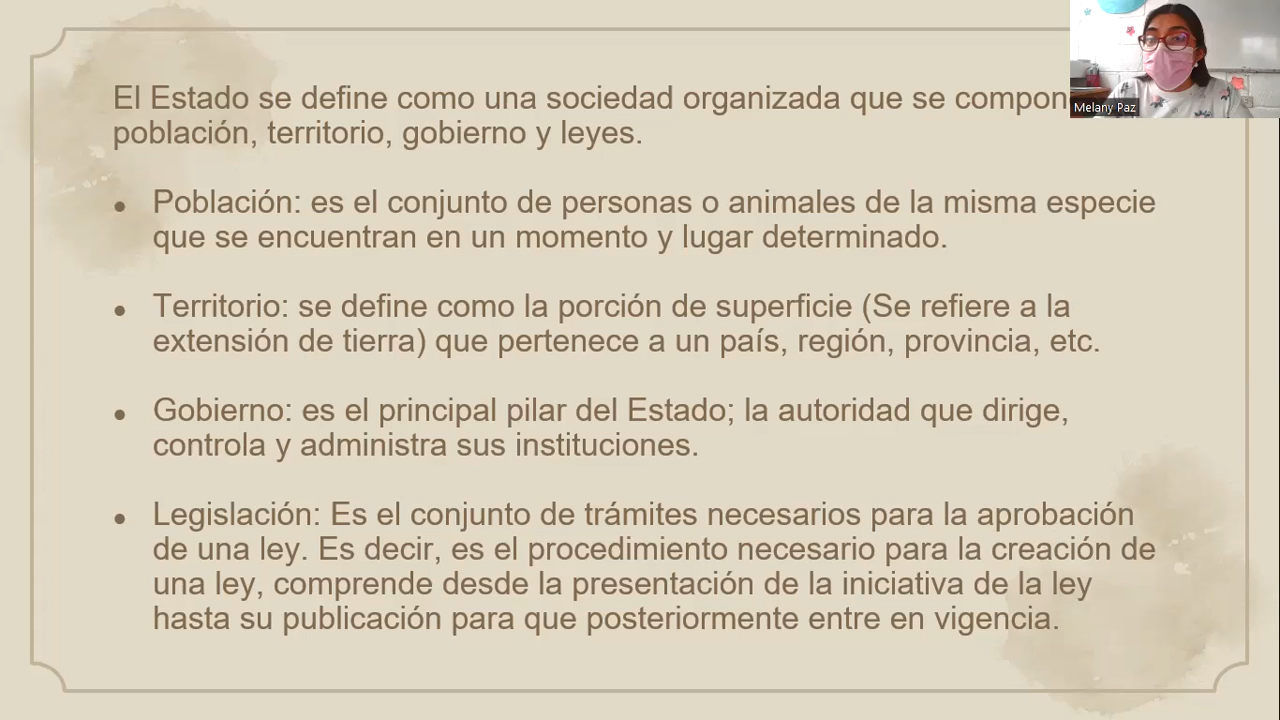 El Estado se define como una sociedad organizada que se compon
población, territorio, gobierno y leyes.
● Población: es el conjunto de personas o animales de la misma especie
que se encuentran en un momento y lugar determinado.
● Territorio: se define como la porción de superficie (Se refiere a la
extensión de tierra) que pertenece a un país, región, provincia, etc.
● Gobierno: es el principal pilar del Estado; la autoridad que dirige,
controla y administra sus instituciones.
● Legislación: Es el conjunto de trámites necesarios para la aprobación
de una ley. Es decir, es el procedimiento necesario para la creación de
una ley, comprende desde la presentación de la iniciativa de la ley
hasta su publicación para que posteriormente entre en vigencia.
Melany Paz